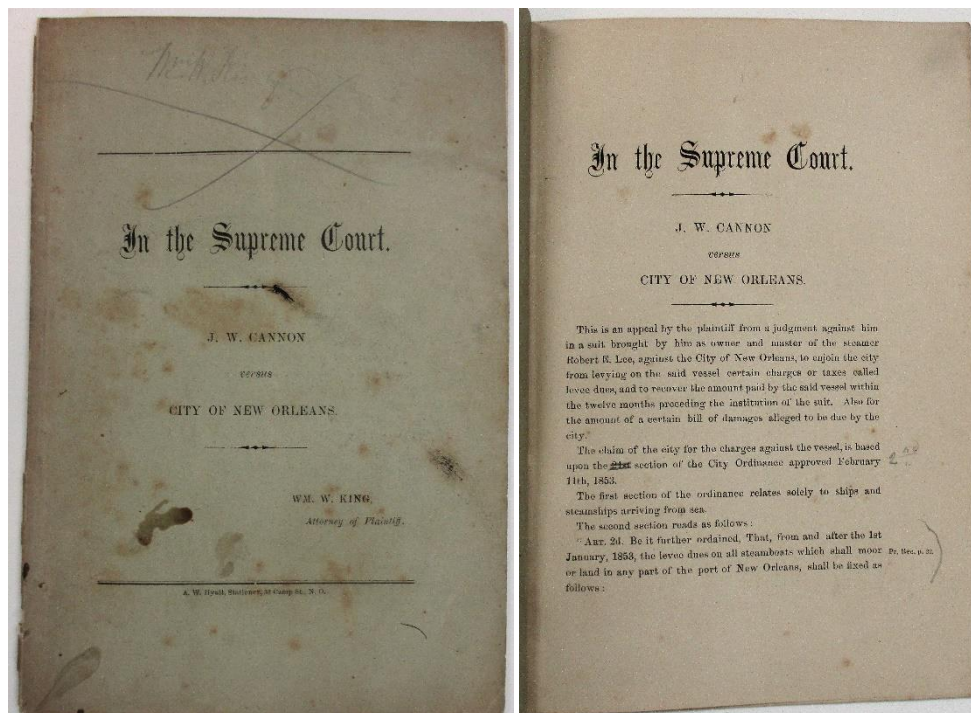 In the Supreme Court.
J. W. CANNON
versus
CITY OF NEW ORLEANS.
WM. W. KING,
Attorney of Plaintiff.
A. W. Hyatt, Stationer, Camp St., N. O.
In the Supreme Court.
J. W. CANNON
versus
CITY OF NEW ORLEANS.
This is an appeal by the plaintiff from a judgment against him
in a suit brought by him as owner and master of the steamer
Robert E. Lee, against the City of New Orleans, to enjoin the city
from levying on the said vessel certain charges or taxes called
levee dues, and to recover the amount paid by the said vessel within
the twelve months preceding the institution of the suit. Also for
the amount of a certain bill of damages alleged to be due by the
city.
The claim of the city for the charges against the vessel, is based
upon the section of the City Ordinance approved February
11th, 1853.
The first section of the ordinance relates solely to ships and
steamships arriving from sea.
The second section reads as follows:
"ART. 2d. Be it further ordained, That, from and after the 1st
January, 1853, the levee dues on all steamboats which shall moor
Pr. Rec. p. 32.
or land in any part of the port of New Orleans, shall be fixed as
follows: